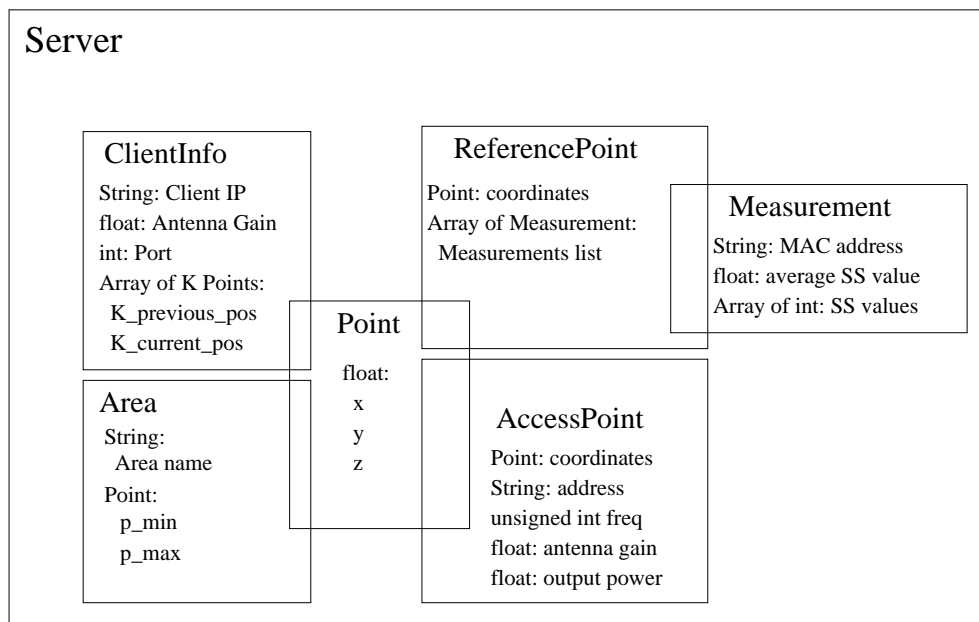 Server
ClientInfo
String: Client IP
float: Antenna Gain
int: Port
Array of K Points:
K_previous_pos
K_current_pos
ReferencePoint
Point: coordinates
Array of Measurement:
Measurements list
Measurement
String: MAC address
float: average SS value
Array of int: SS values
Point
float:
x
y
z
Area
String:
Area name
Point:
p_min
p_max
AccessPoint
Point: coordinates
String: address
unsigned int freq
float: antenna gain
float: output power